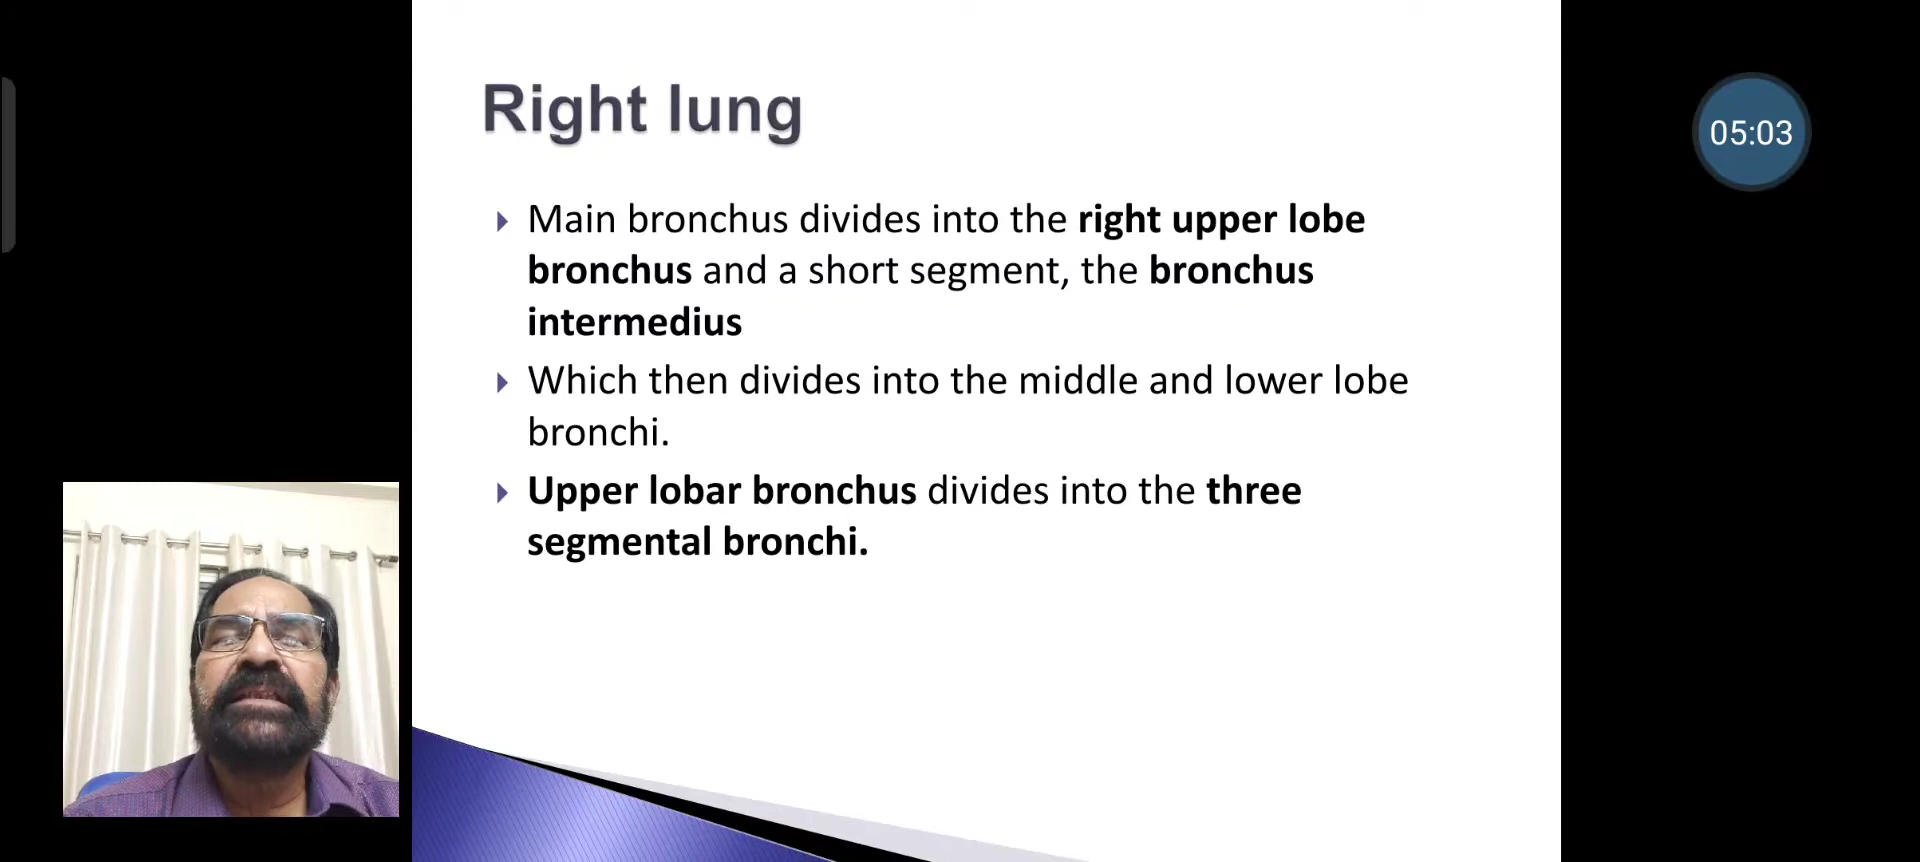 Right lung
05:03
Main bronchus divides into the right upper lobe
bronchus and a short segment, the bronchus
intermedius
Which then divides into the middle and lower lobe
bronchi.
Upper lobar bronchus divides into the three
segmental bronchi.